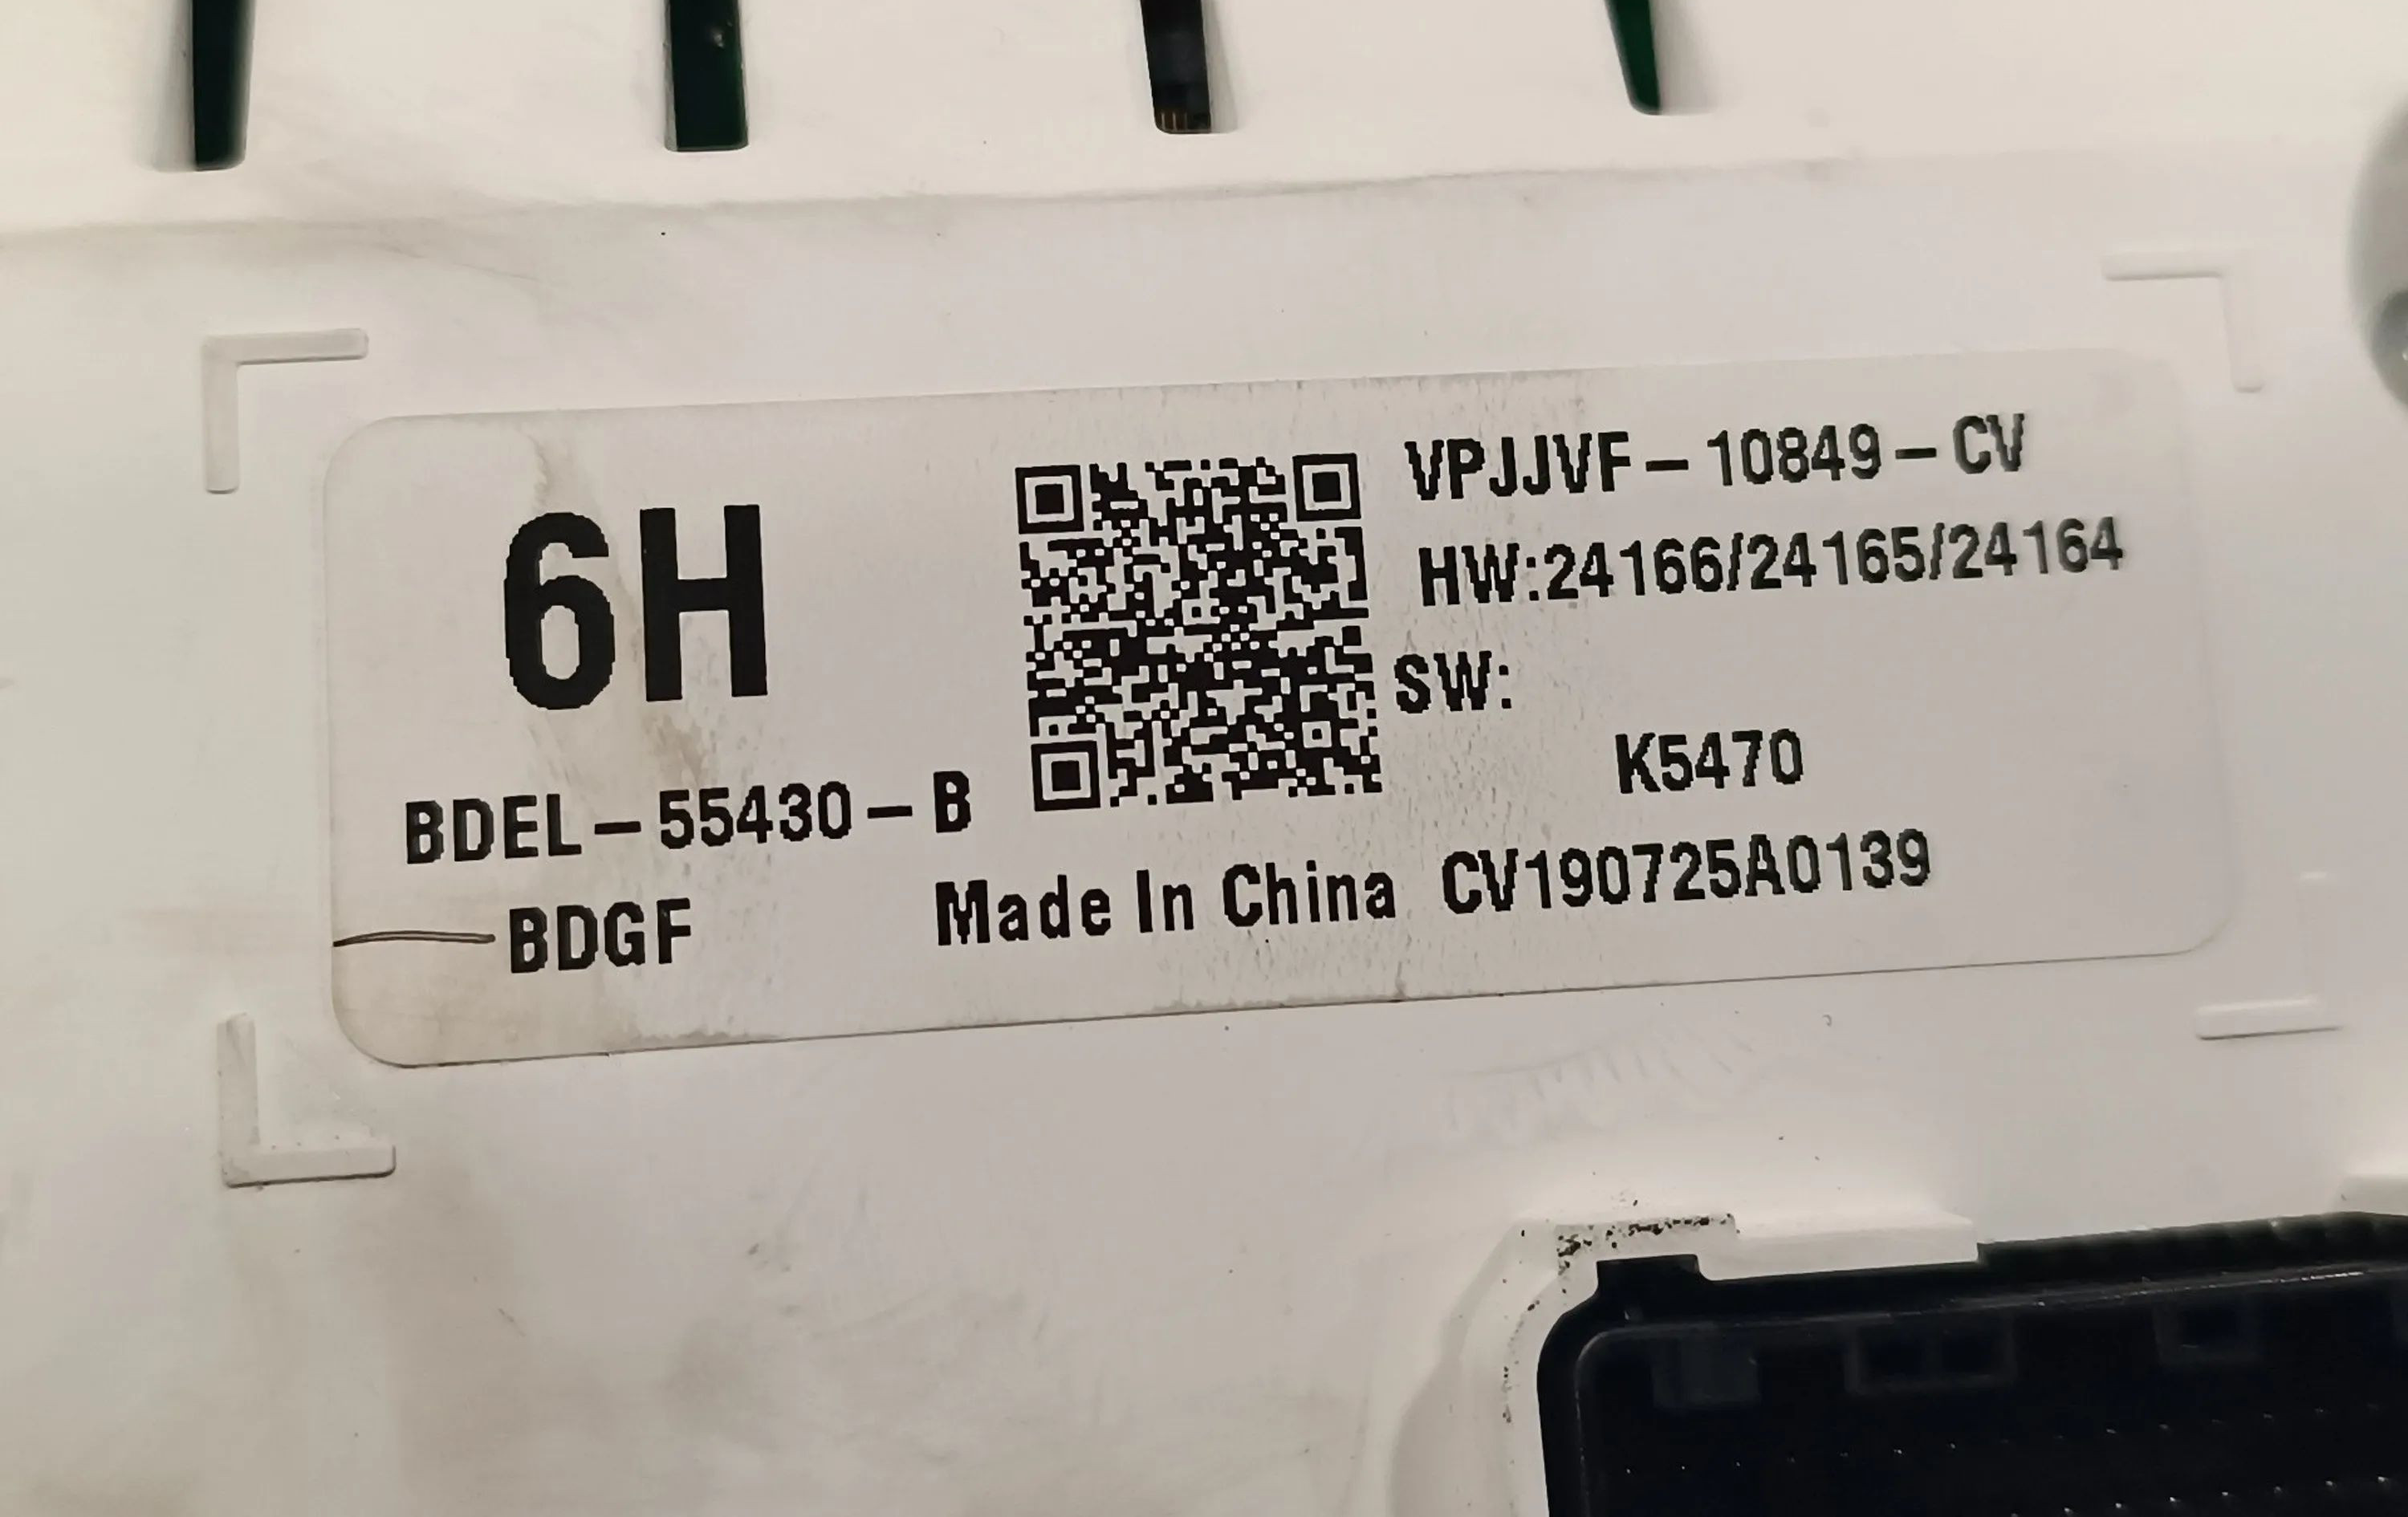 6H
BDEL-55430-B
BDGF
VPJJVF-10849-CV
HW:24166/24165/24164
SW:
K5470
Made In China CV190725A0139